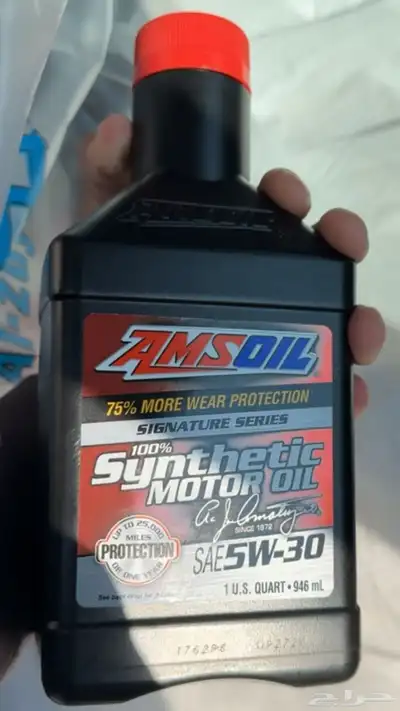 AMSOIL
AMSOIL
75% MORE WEAR PROTECTION
SIGNATURE SERIES
100%
Synthetic
MOTOR OIL
SINCE 1972
UP TO 25,000
MILES
PROTECTION
OR ONE YEAR
SAE 5W-30
1 U.S. QUART • 946 mL
حراج